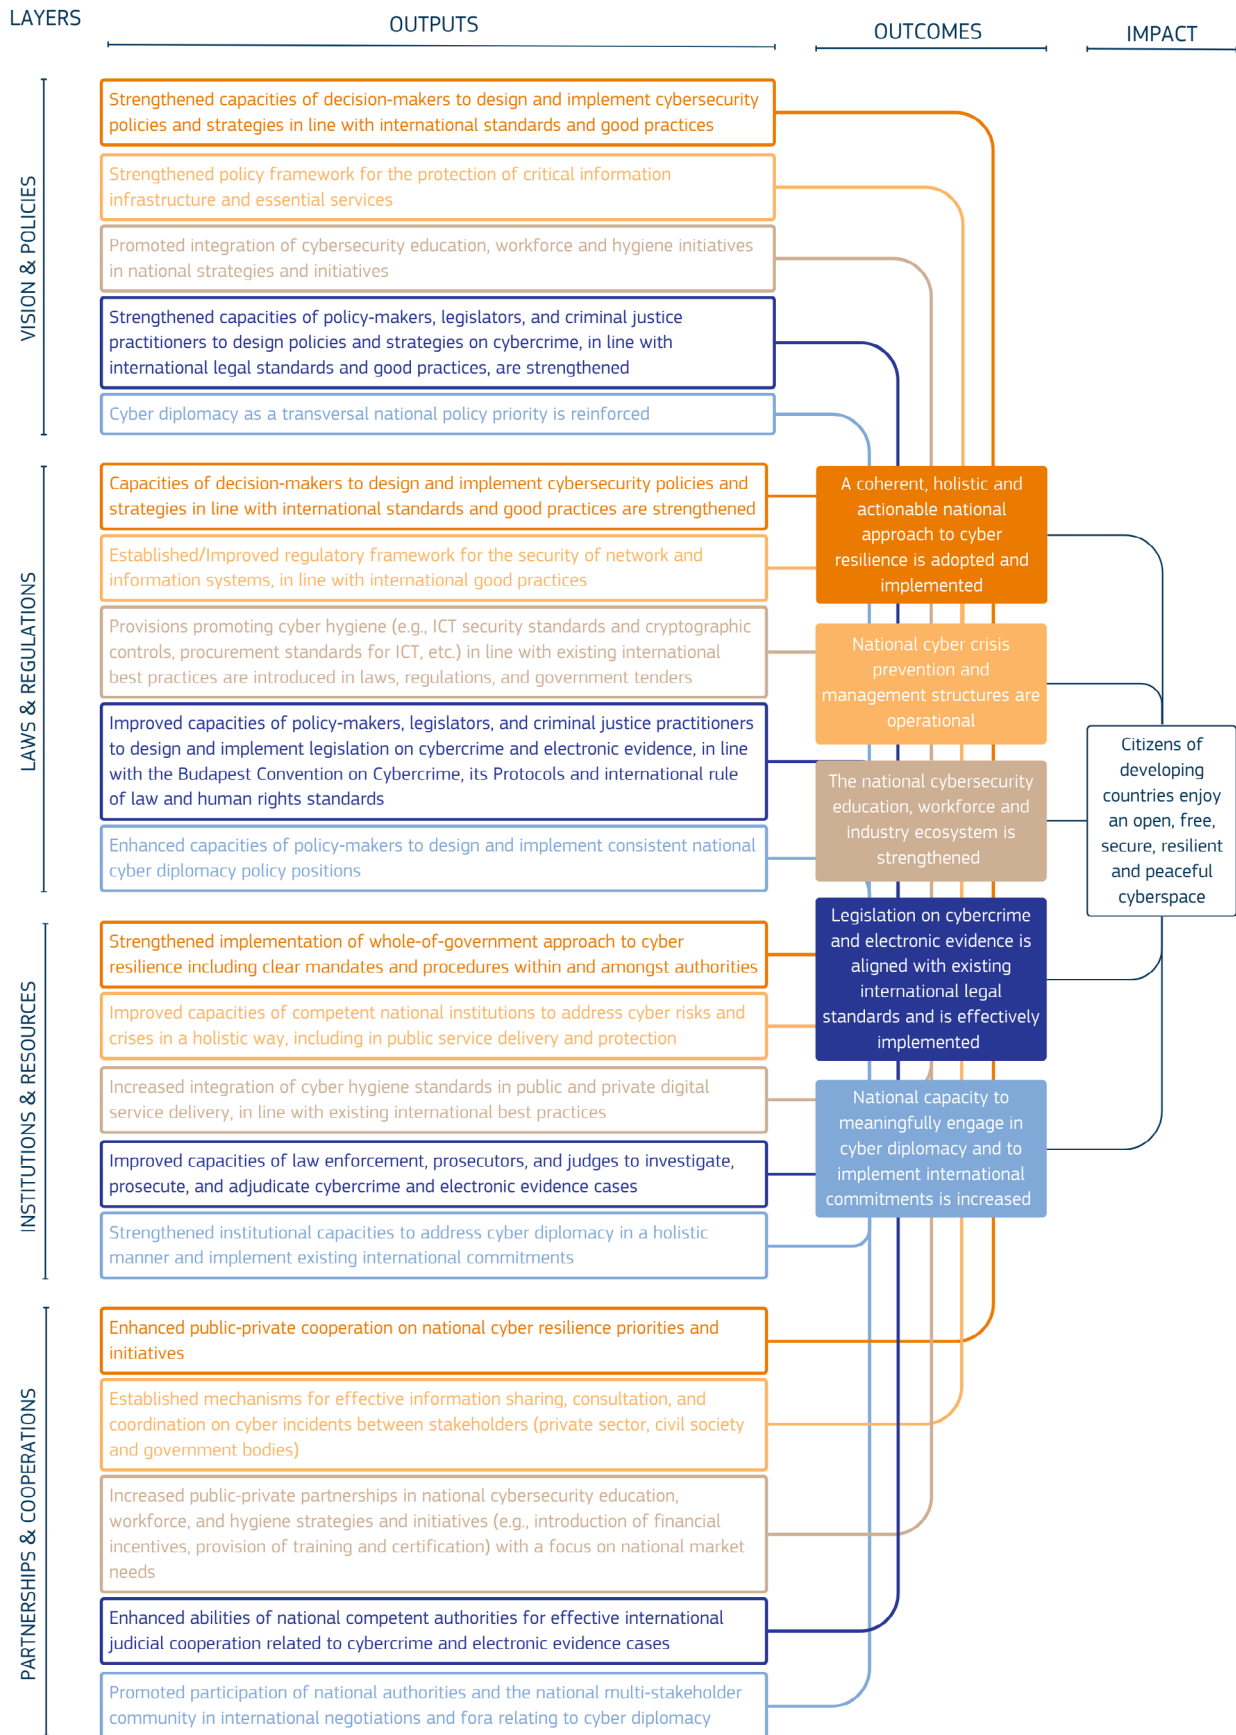 LAYERS
OUTPUTS
OUTCOMES
IMPACT
VISION & POLICIES
Strengthened capacities of decision-makers to design and implement cybersecurity
policies and strategies in line with international standards and good practices
Strengthened policy framework for the protection of critical information
infrastructure and essential services
Promoted integration of cybersecurity education, workforce and hygiene initiatives
in national strategies and initiatives
Strengthened capacities of policy-makers, legislators, and criminal justice
practitioners to design policies and strategies on cybercrime, in line with
international legal standards and good practices, are strengthened
Cyber diplomacy as a transversal national policy priority is reinforced
LAWS & REGULATIONS
Capacities of decision-makers to design and implement cybersecurity policies and
strategies in line with international standards and good practices are strengthened
Established/Improved regulatory framework for the security of network and
information systems, in line with international good practices
Provisions promoting cyber hygiene (e.g., ICT security standards and cryptographic
controls, procurement standards for ICT, etc.) in line with existing international
best practices are introduced in laws, regulations, and government tenders
Improved capacities of policy-makers, legislators, and criminal justice practitioners
to design and implement legislation on cybercrime and electronic evidence, in line
with the Budapest Convention on Cybercrime, its Protocols and international rule
of law and human rights standards
Enhanced capacities of policy-makers to design and implement consistent national
cyber diplomacy policy positions
INSTITUTIONS & RESOURCES
Strengthened implementation of whole-of-government approach to cyber
resilience including clear mandates and procedures within and amongst authorities
Improved capacities of competent national institutions to address cyber risks and
crises in a holistic way, including in public service delivery and protection
Increased integration of cyber hygiene standards in public and private digital
service delivery, in line with existing international best practices
Improved capacities of law enforcement, prosecutors, and judges to investigate,
prosecute, and adjudicate cybercrime and electronic evidence cases
Strengthened institutional capacities to address cyber diplomacy in a holistic
manner and implement existing international commitments
PARTNERSHIPS & COOPERATIONS
Enhanced public-private cooperation on national cyber resilience priorities and
initiatives
Established mechanisms for effective information sharing, consultation, and
coordination on cyber incidents between stakeholders (private sector, civil society
and government bodies)
Increased public-private partnerships in national cybersecurity education,
workforce, and hygiene strategies and initiatives (e.g., introduction of financial
incentives, provision of training and certification) with a focus on national market
needs
Enhanced abilities of national competent authorities for effective international
judicial cooperation related to cybercrime and electronic evidence cases
Promoted participation of national authorities and the national multi-stakeholder
community in international negotiations and fora relating to cyber diplomacy
A coherent, holistic and
actionable national
approach to cyber
resilience is adopted and
implemented
National cyber crisis
prevention and
management structures are
operational
The national cybersecurity
education, workforce and
industry ecosystem is
strengthened
Legislation on cybercrime
and electronic evidence is
aligned with existing
international legal
standards and is effectively
implemented
National capacity to
meaningfully engage in
cyber diplomacy and to
implement international
commitments is increased
Citizens of
developing
countries enjoy
an open, free,
secure, resilient
and peaceful
cyberspace